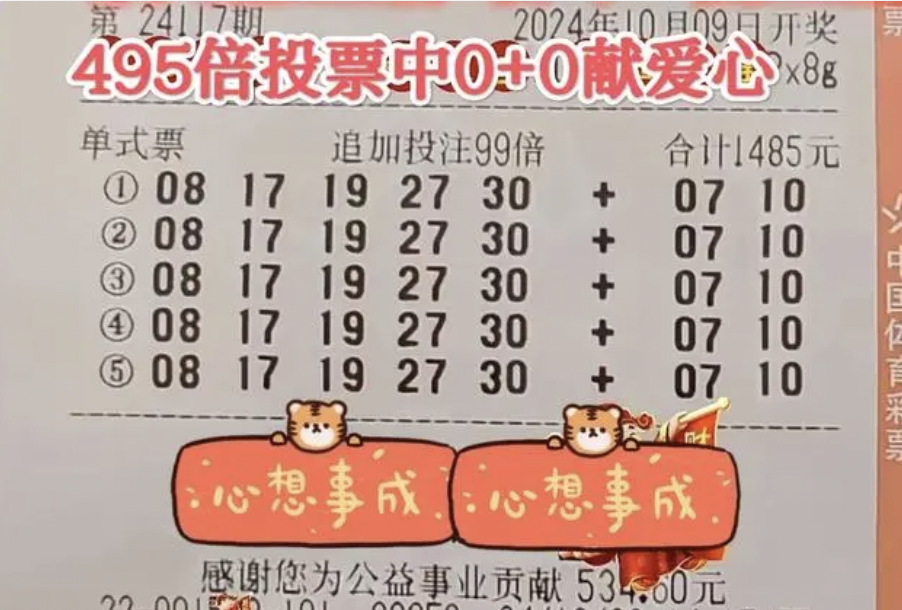 第 24117期 2024年10月09日开奖
495倍投票中0+0献爱心
x8g
单式票 追加投注99倍 合计1485元
① 08 17 19 27 30 + 07 10
② 08 17 19 27 30 + 07 10
③ 08 17 19 27 30 + 07 10
④ 08 17 19 27 30 + 07 10
⑤ 08 17 19 27 30 + 07 10
心想事成 心想事成
财
感谢您为公益事业贡献 534.60元
票
中国体育彩票